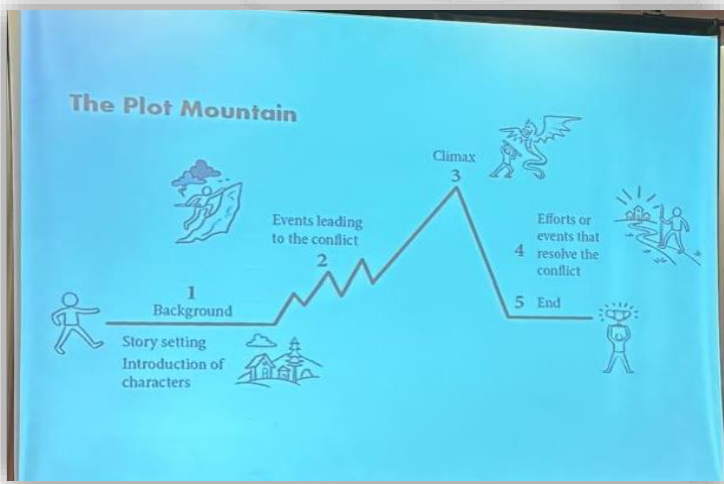 The Plot Mountain
1
Background
Story setting
Introduction of
characters
Events leading
to the conflict
2
Climax
3
Efforts or
events that
4 resolve the
conflict
5 End